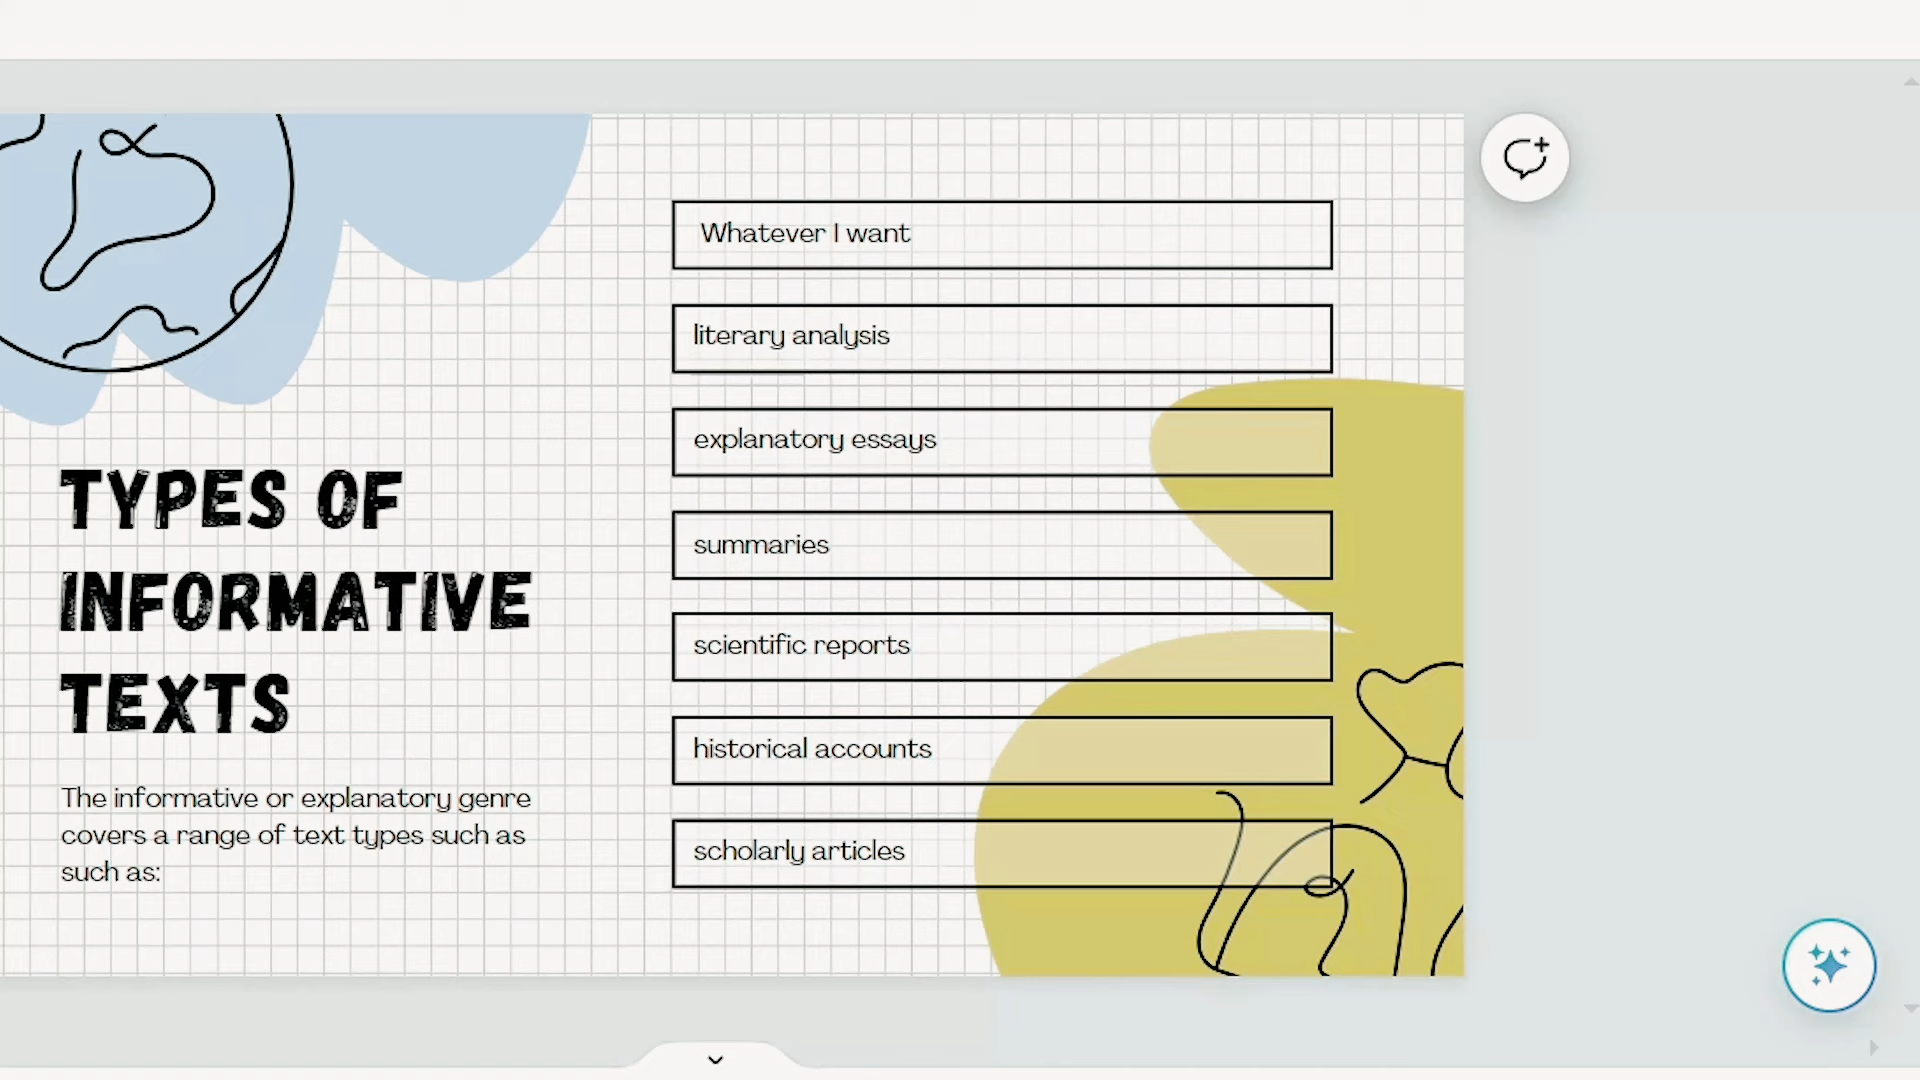 TYPES OF
INFORMATIVE
TEXTS
The informative or explanatory genre
covers a range of text types such as
such as:
Whatever I want
literary analysis
explanatory essays
summaries
scientific reports
historical accounts
scholarly articles